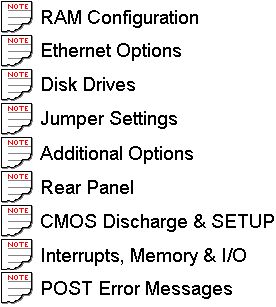 NOTE RAM Configuration
NOTE Ethernet Options
NOTE Disk Drives
NOTE Jumper Settings
NOTE Additional Options
NOTE Rear Panel
NOTE CMOS Discharge & SETUP
NOTE Interrupts, Memory & I/O
NOTE POST Error Messages